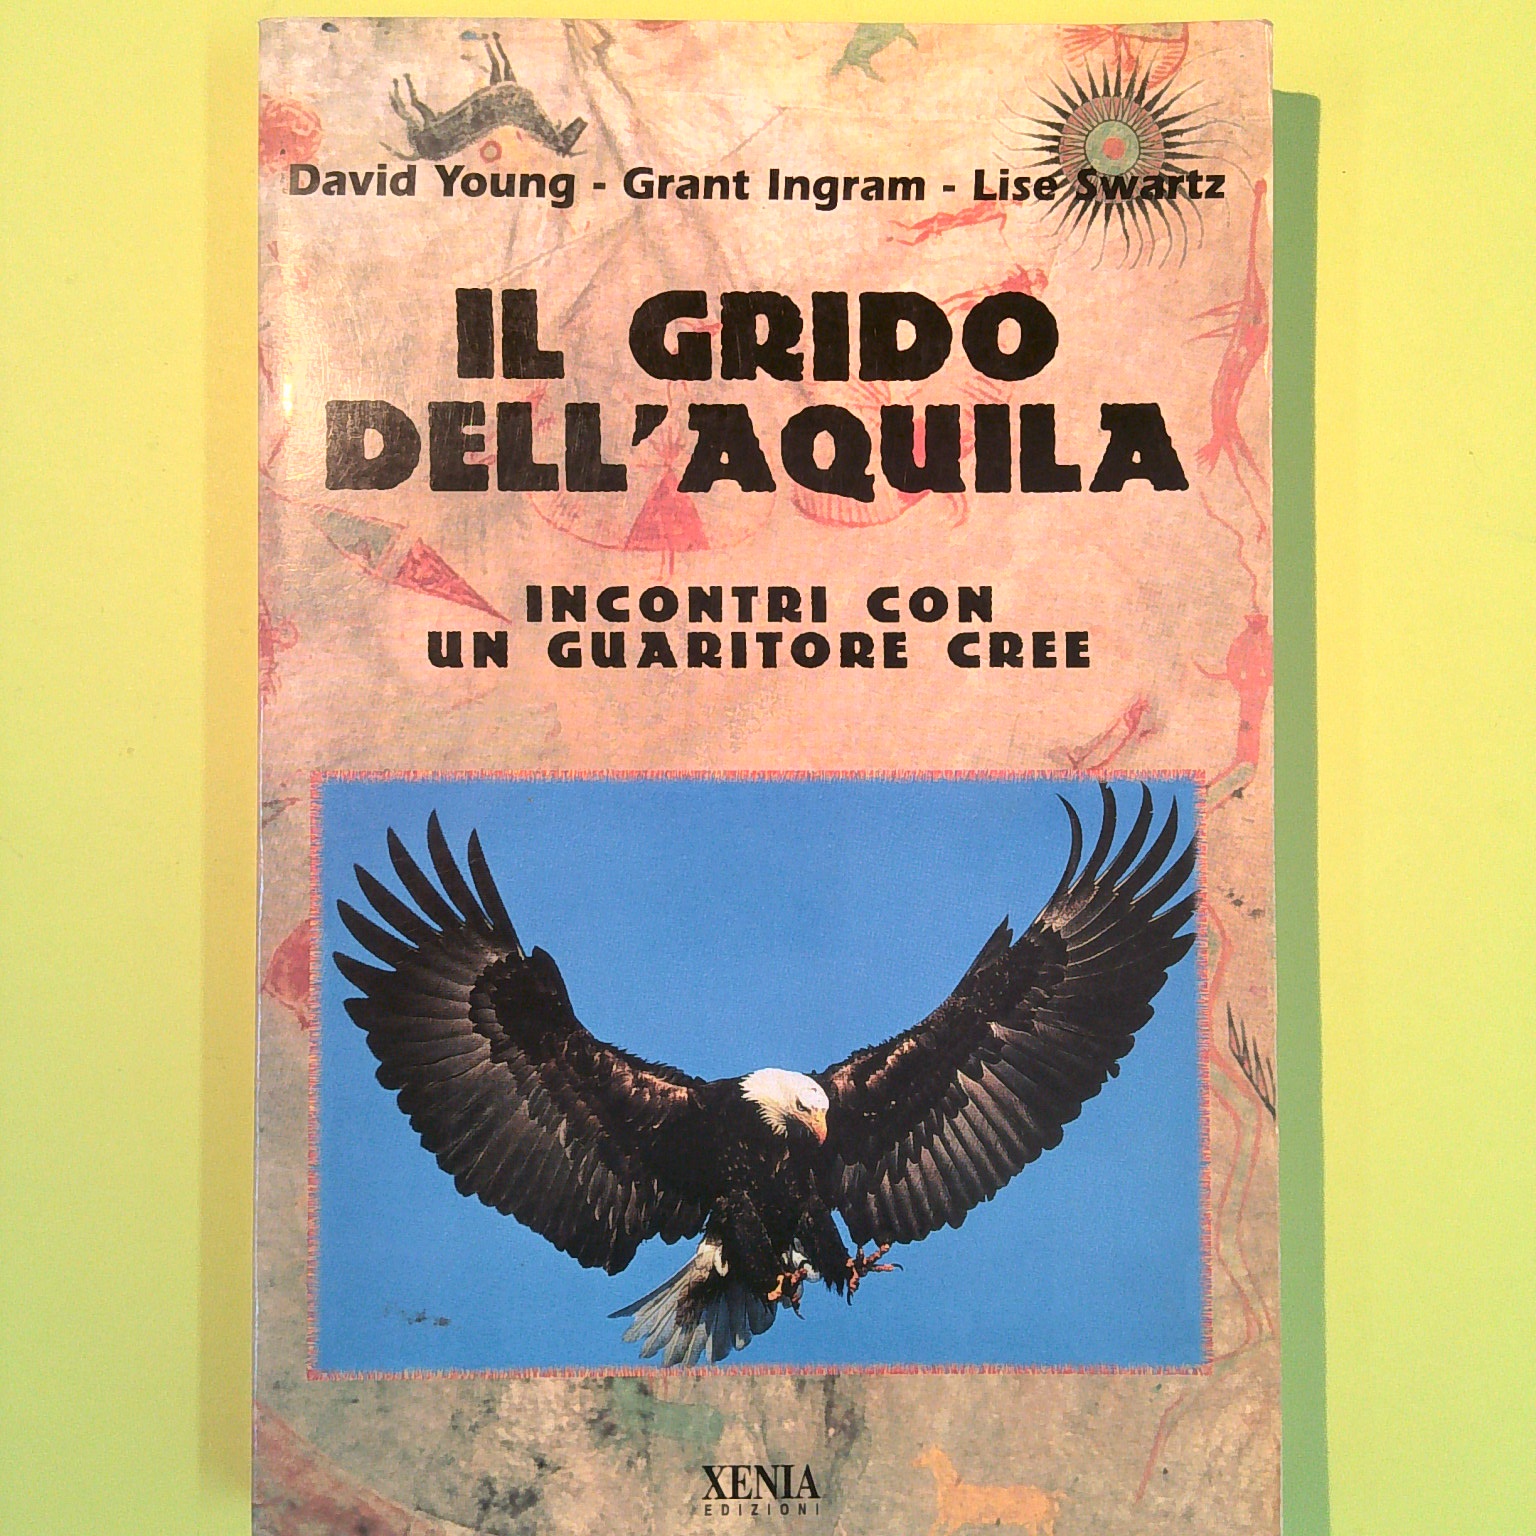 David Young - Grant Ingram - Lise Swartz
IL GRIDO
DELL'AQUILA
INCONTRI CON
UN GUARITORE CREE
XENIA
EDIZIONI